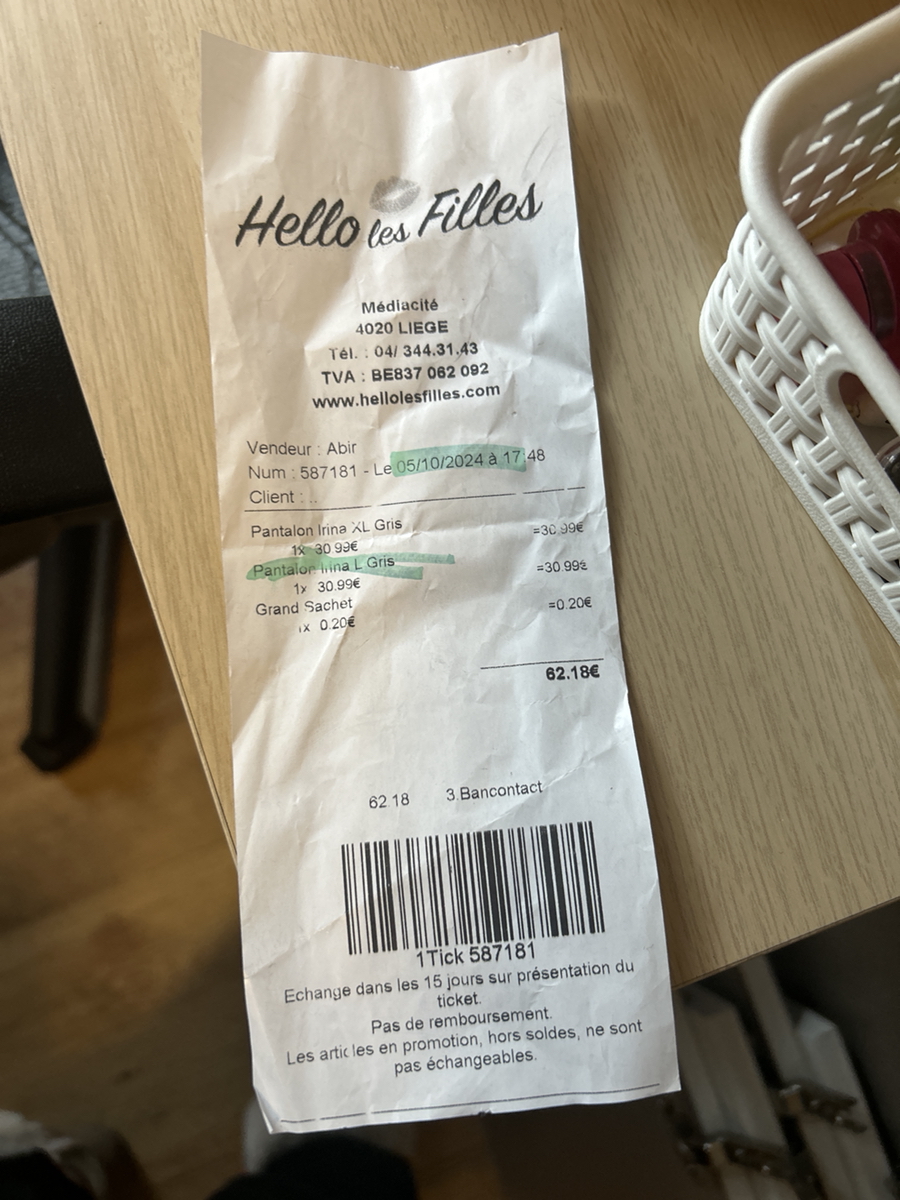 Hello les Filles
Médiacité
4020 LIEGE
Tél. : 04/ 344.31.43
TVA : BE837 062 092
www.hellolesfilles.com
Vendeur : Abir
Num : 587181 - Le 05/10/2024 à 17:48
Client : ..
Pantalon Irina XL Gris =30.99€
1x 30.99€
Pantalon Irina L Gris =30.99€
1x 30.99€
Grand Sachet =0.20€
1x 0.20€
62.18€
62.18 3.Bancontact
1Tick 587181
Echange dans les 15 jours sur présentation du
ticket.
Pas de remboursement.
Les articles en promotion, hors soldes, ne sont
pas échangeables.